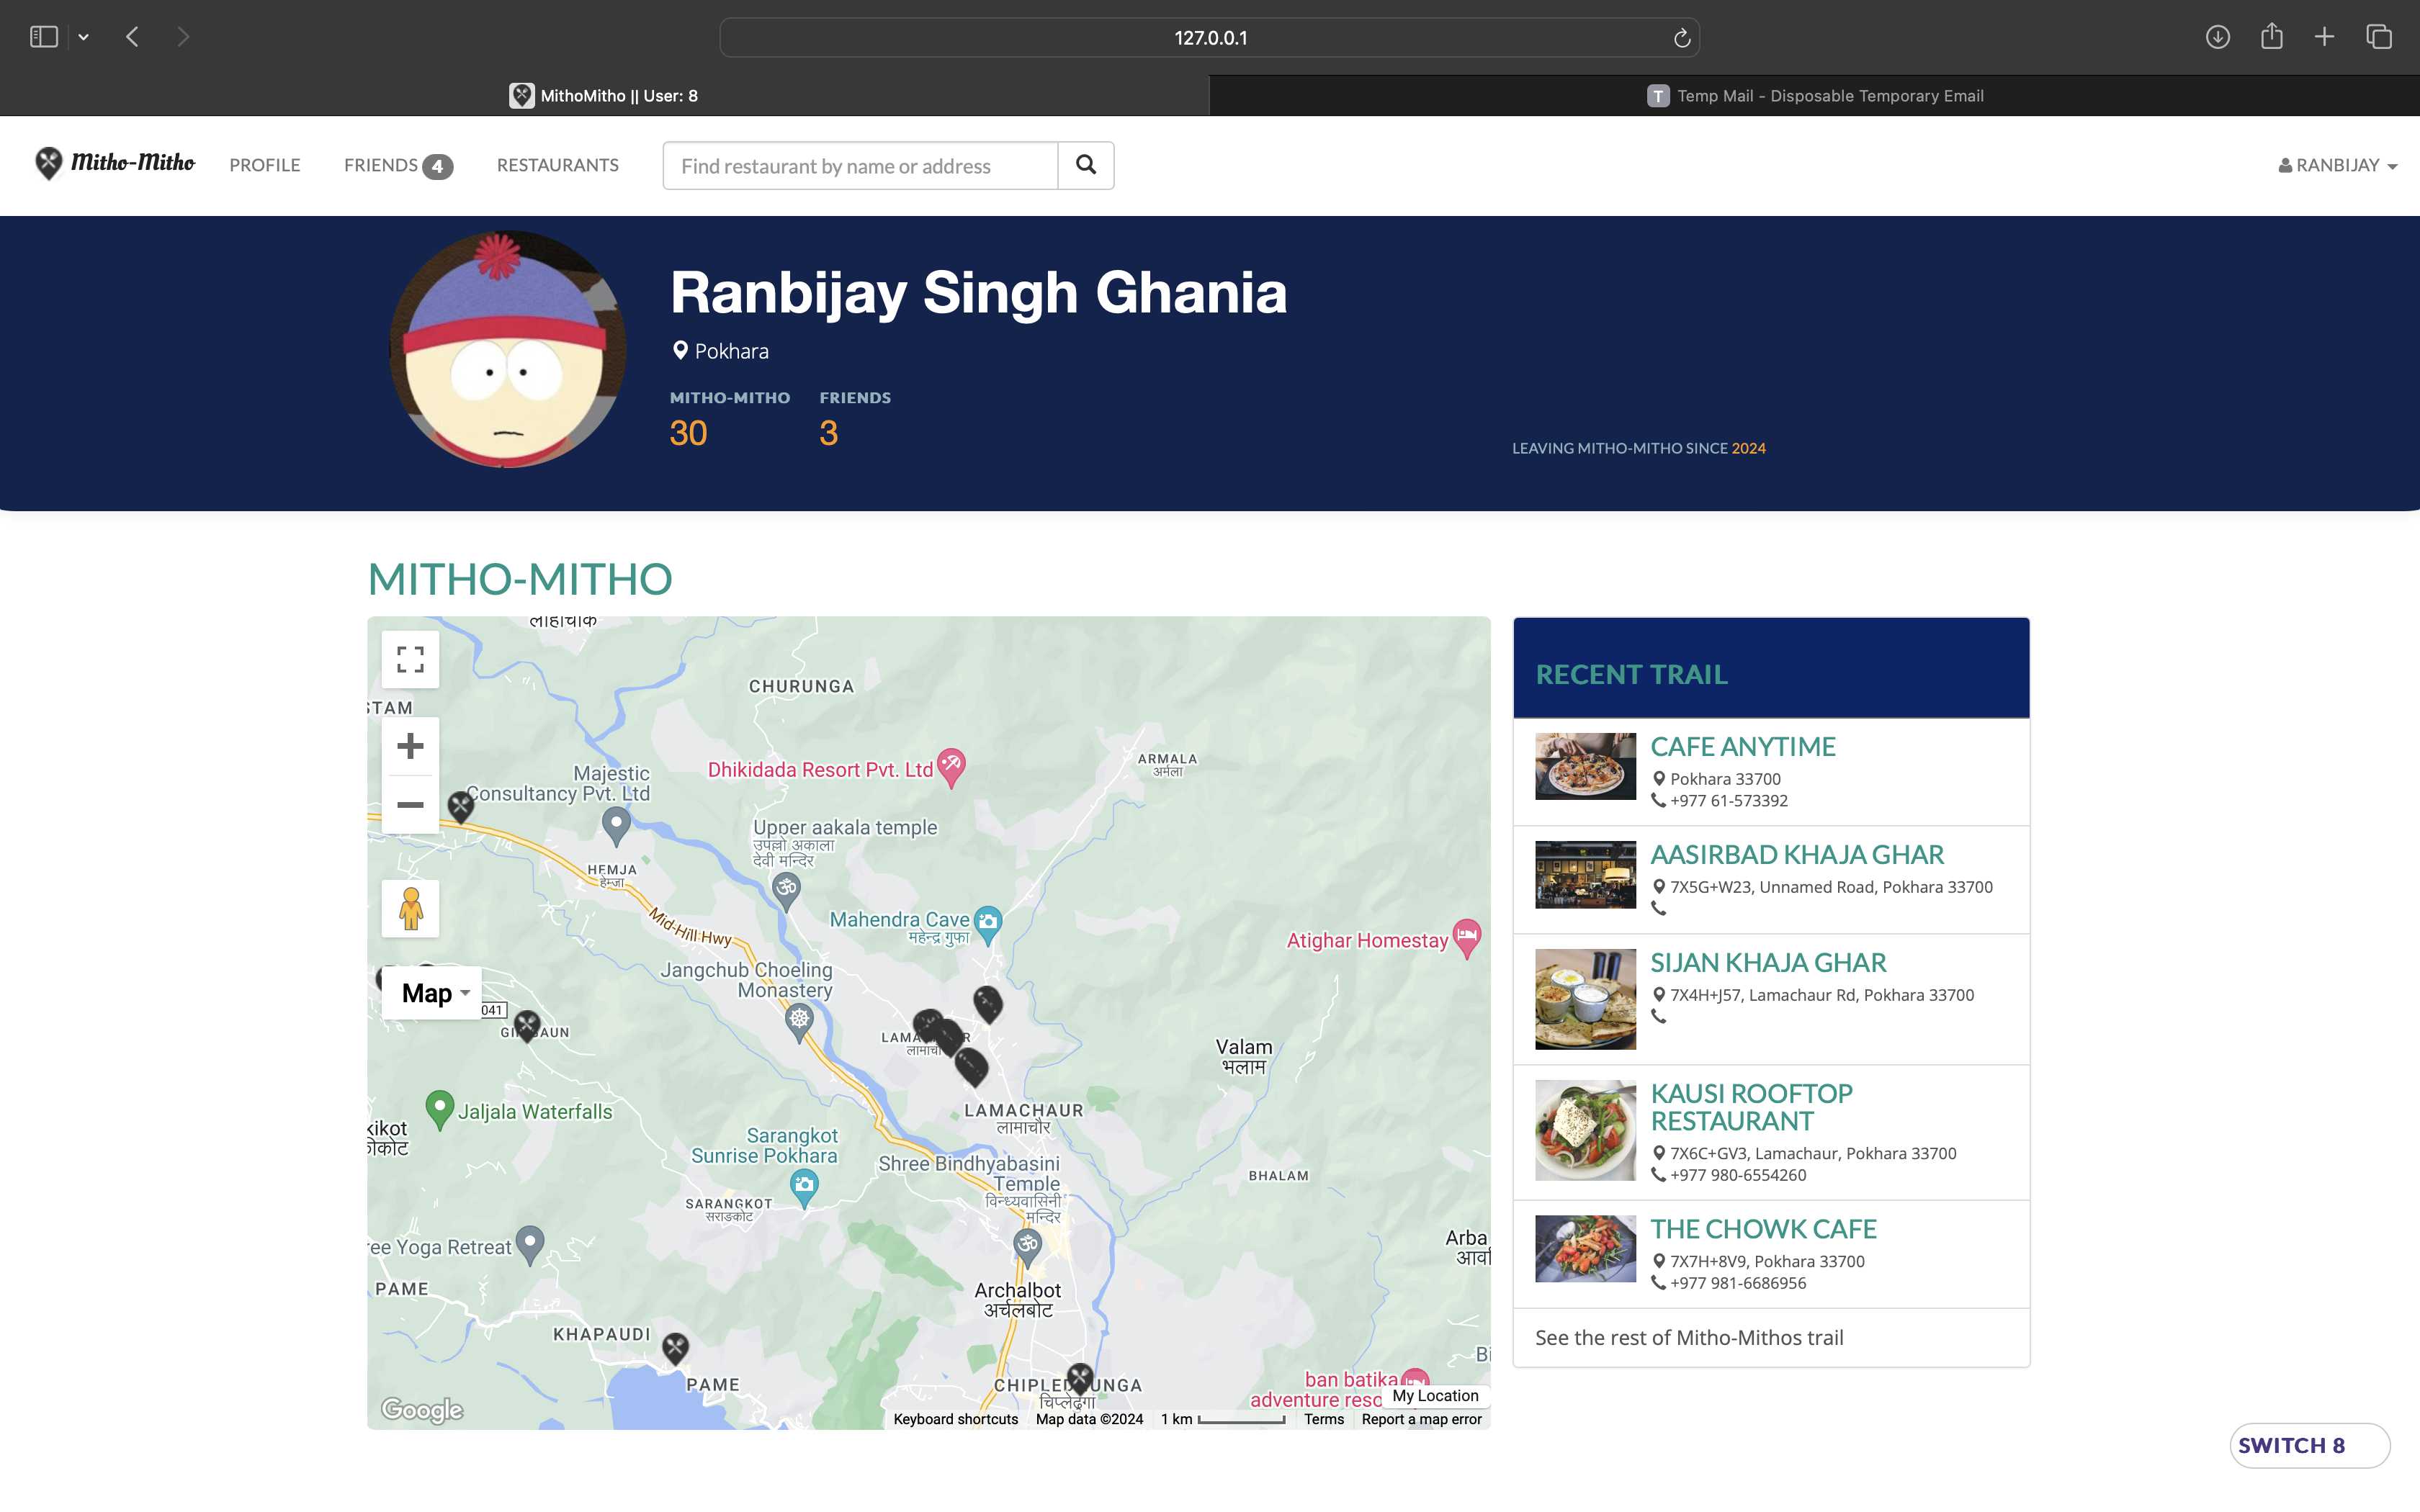 127.0.0.1
MithoMitho || User: 8
T Temp Mail - Disposable Temporary Email
Mitho-Mitho
PROFILE
FRIENDS 4
RESTAURANTS
Find restaurant by name or address
RANBIJAY
Ranbijay Singh Ghania
Pokhara
MITHO-MITHO FRIENDS
30 3
LEAVING MITHO-MITHO SINCE 2024
MITHO-MITHO
CHURUNGA
STAM
Dhikidada Resort Pvt. Ltd
ARMALA
अर्मला
Majestic
Consultancy Pvt. Ltd
Upper aakala temple
उपल्लो अकाला
देवी मन्दिर
HEMJA
हेम्जा
Mid-Hill Hwy
Mahendra Cave
महेन्द्र गुफा
Atighar Homestay
Jangchub Choeling
Monastery
Map
041
Valam
भलाम
Jaljala Waterfalls
LAMACHAUR
लामाचौर
kikot
Sarangkot
Sunrise Pokhara
Shree Bindhyabasini
Temple
विन्ध्यवासिनी
मन्दिर
BHALAM
SARANGKOT
सराङकोट
ree Yoga Retreat
Arba
PAME
Archalbot
अर्चलबोट
KHAPAUDI
PAME
चिप्लेढुंगा
ban batika
adventure reso
My Location
Google
Keyboard shortcuts Map data ©2024 1 km Terms Report a map error
RECENT TRAIL
CAFE ANYTIME
Pokhara 33700
+977 61-573392
AASIRBAD KHAJA GHAR
7X5G+W23, Unnamed Road, Pokhara 33700
SIJAN KHAJA GHAR
7X4H+J57, Lamachaur Rd, Pokhara 33700
KAUSI ROOFTOP
RESTAURANT
7X6C+GV3, Lamachaur, Pokhara 33700
+977 980-6554260
THE CHOWK CAFE
7X7H+8V9, Pokhara 33700
+977 981-6686956
See the rest of Mitho-Mithos trail
SWITCH 8